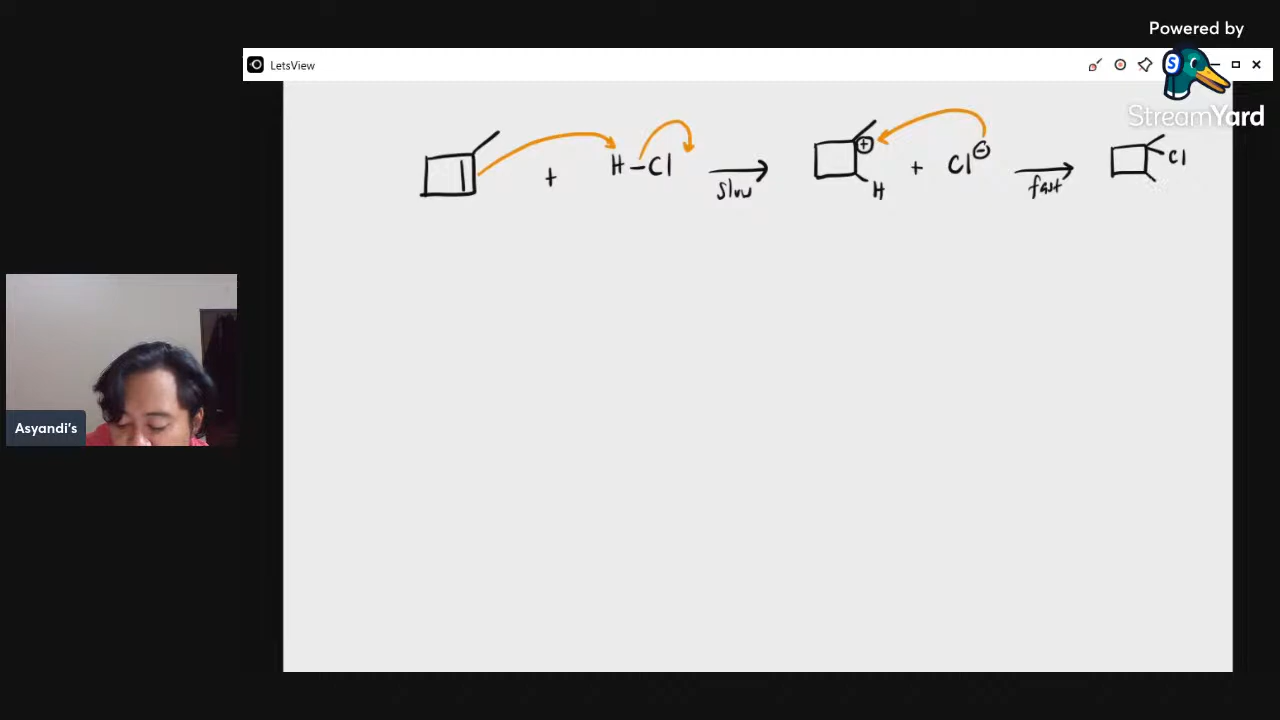 Powered by
StreamYard
LetsView
+ H-Cl slow + H + Cl⊖ fast Cl
Asyandi's